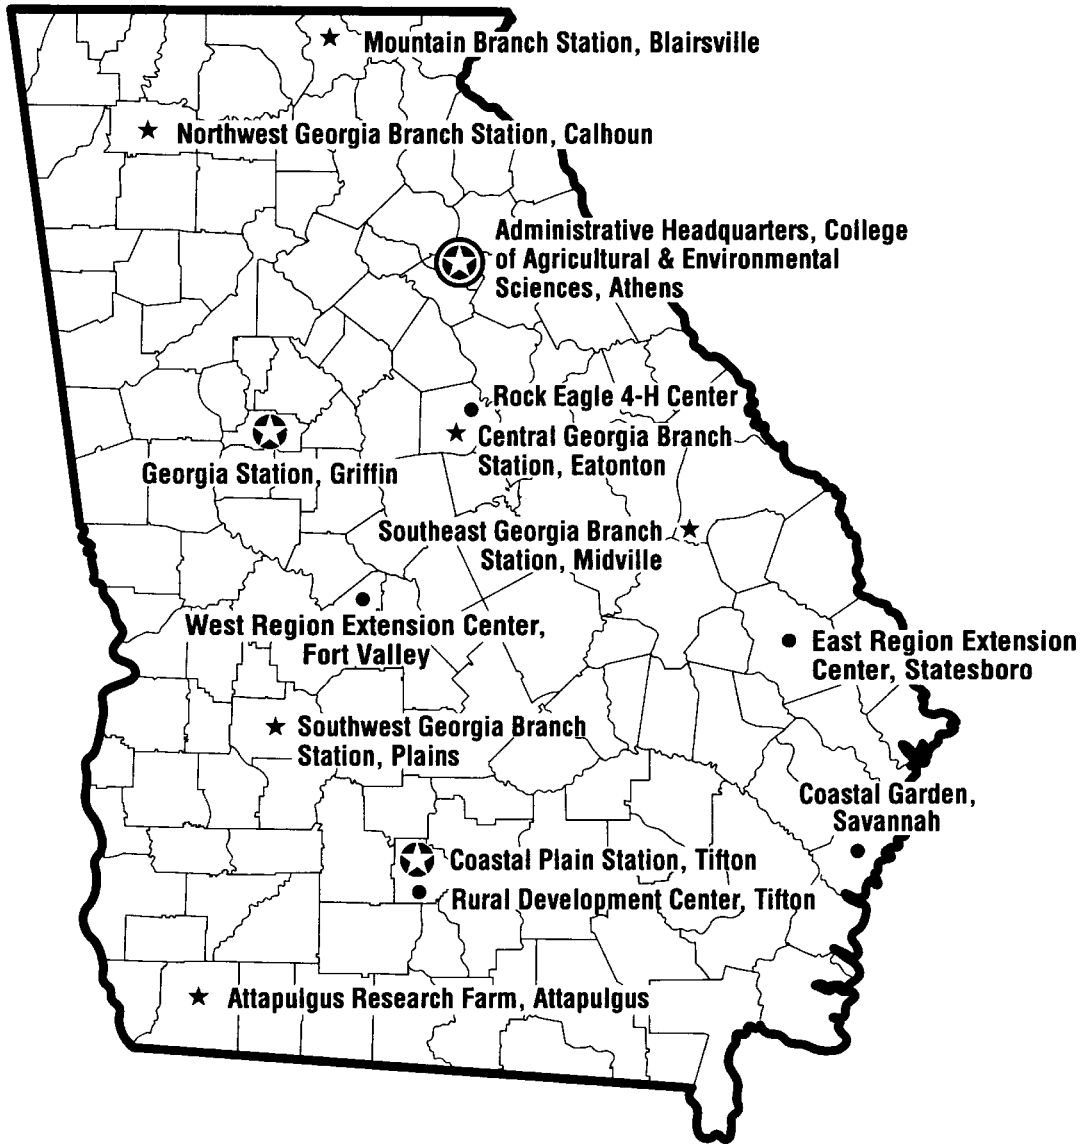 Mountain Branch Station, Blairsville
Northwest Georgia Branch Station, Calhoun
Administrative Headquarters, College
of Agricultural & Environmental
Sciences, Athens
Rock Eagle 4-H Center
Central Georgia Branch
Station, Eatonton
Georgia Station, Griffin
Southeast Georgia Branch
Station, Midville
West Region Extension Center,
Fort Valley
East Region Extension
Center, Statesboro
Southwest Georgia Branch
Station, Plains
Coastal Garden,
Savannah
Coastal Plain Station, Tifton
Rural Development Center, Tifton
Attapulgus Research Farm, Attapulgus